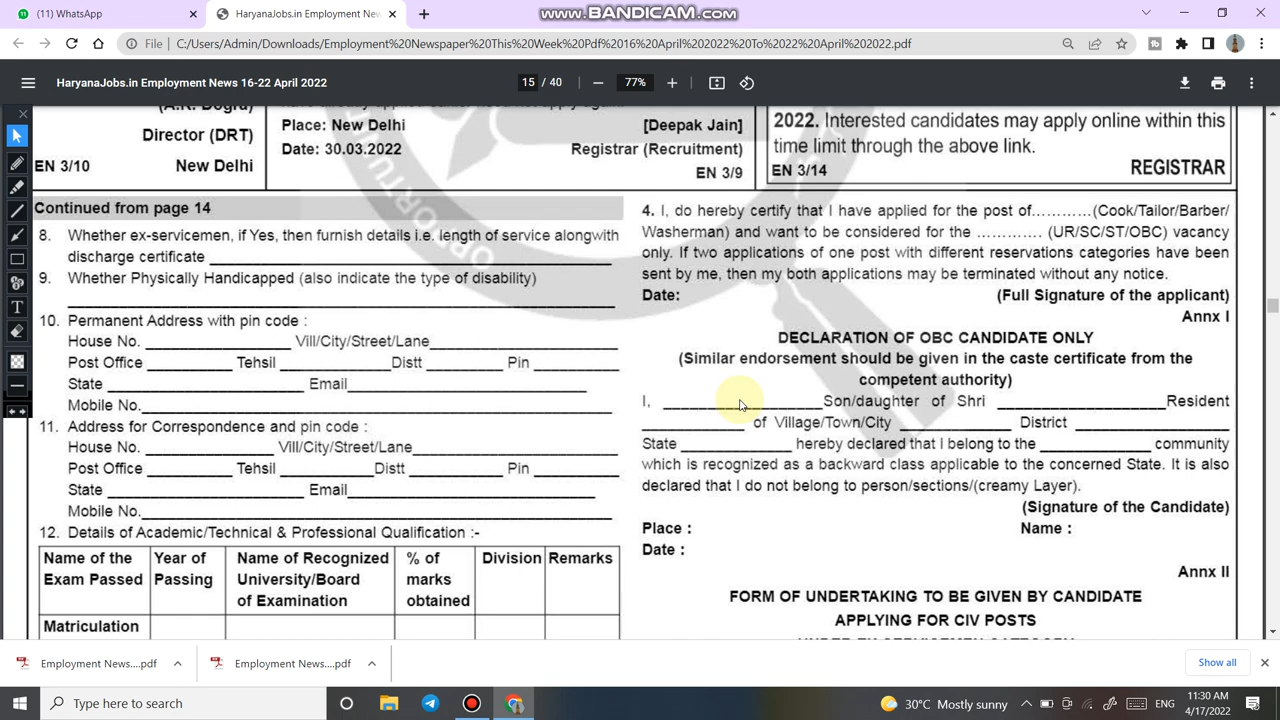 (11) WhatsApp
HaryanaJobs.in Employment New
WWW.BANDICAM.COM
File
C:/Users/Admin/Downloads/Employment%20Newspaper%20This%20Week%20Pdf%2016%20April%202022%20To%2022%20April%202022.pdf
HaryanaJobs.in Employment News 16-22 April 2022
15 / 40
77%
Director (DRT)
EN 3/10 New Delhi
Place: New Delhi [Deepak Jain]
Date: 30.03.2022 Registrar (Recruitment)
EN 3/9
2022. Interested candidates may apply online within this
time limit through the above link.
EN 3/14 REGISTRAR
Continued from page 14
8. Whether ex-servicemen, if Yes, then furnish details i.e. length of service alongwith
discharge certificate
9. Whether Physically Handicapped (also indicate the type of disability)
10. Permanent Address with pin code :
House No. Vill/City/Street/Lane
Post Office Tehsil Distt Pin
State Email
Mobile No.
11. Address for Correspondence and pin code :
House No. Vill/City/Street/Lane
Post Office Tehsil Distt Pin
State Email
Mobile No.
12. Details of Academic/Technical & Professional Qualification :-
Name of the Exam Passed
Year of Passing
Name of Recognized University/Board of Examination
% of marks obtained
Division
Remarks
Matriculation
4. I, do hereby certify that I have applied for the post of………… (Cook/Tailor/Barber/
Washerman) and want to be considered for the …………. (UR/SC/ST/OBC) vacancy
only. If two applications of one post with different reservations categories have been
sent by me, then my both applications may be terminated without any notice.
Date: (Full Signature of the applicant)
Annx I
DECLARATION OF OBC CANDIDATE ONLY
(Similar endorsement should be given in the caste certificate from the
competent authority)
I, Son/daughter of Shri Resident
of Village/Town/City District
State hereby declared that I belong to the community
which is recognized as a backward class applicable to the concerned State. It is also
declared that I do not belong to person/sections/(creamy Layer).
(Signature of the Candidate)
Place : Name :
Date :
Annx II
FORM OF UNDERTAKING TO BE GIVEN BY CANDIDATE
APPLYING FOR CIV POSTS
Employment News....pdf
Employment News....pdf
Show all
Type here to search
30°C Mostly sunny
ENG
11:30 AM
4/17/2022